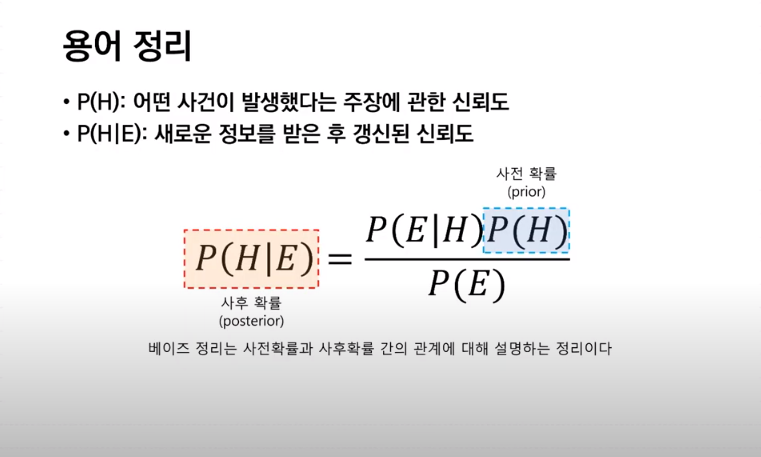 용어 정리
• P(H): 어떤 사건이 발생했다는 주장에 관한 신뢰도
• P(H|E): 새로운 정보를 받은 후 갱신된 신뢰도
사전 확률
(prior)
P(H|E) = P(E|H)P(H) / P(E)
사후 확률
(posterior)
베이즈 정리는 사전확률과 사후확률 간의 관계에 대해 설명하는 정리이다